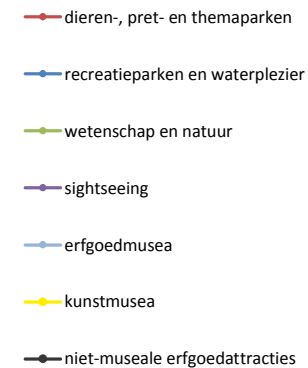 dieren-, pret- en themaparken
recreatieparken en waterplezier
wetenschap en natuur
sightseeing
erfgoedmusea
kunstmusea
niet-museale erfgoedattracties